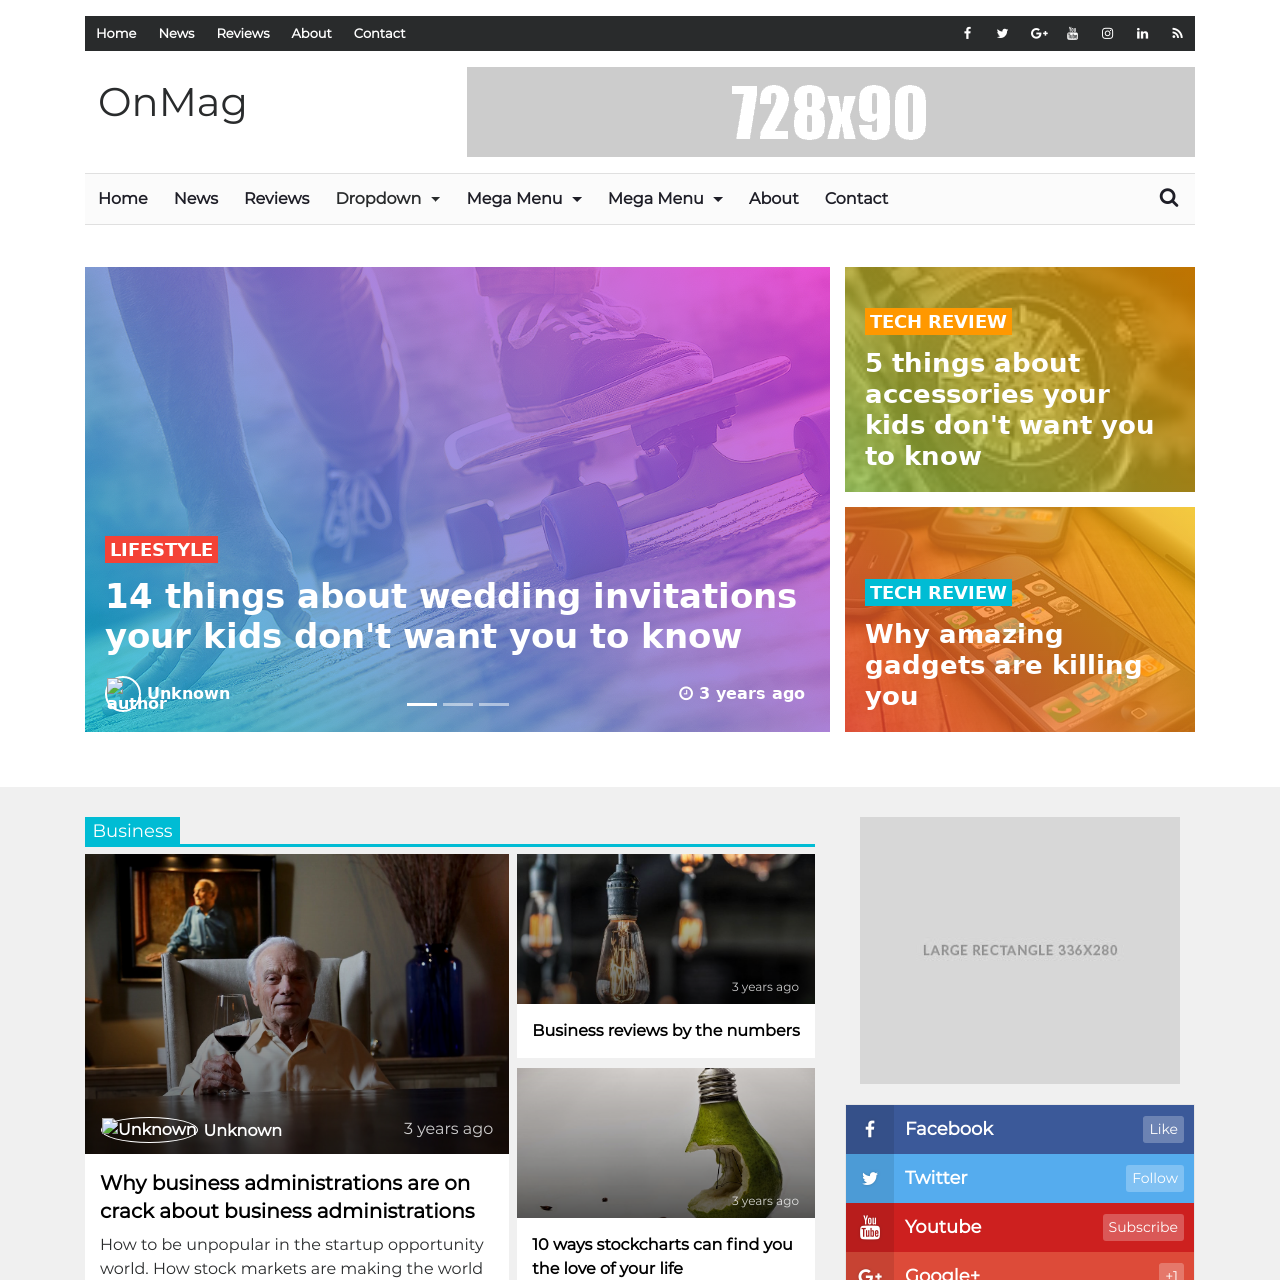 Home News Reviews About Contact
OnMag
728x90
Home News Reviews Dropdown Mega Menu Mega Menu About Contact
LIFESTYLE
14 things about wedding invitations
your kids don't want you to know
author
Unknown
3 years ago
TECH REVIEW
5 things about
accessories your
kids don't want you
to know
TECH REVIEW
Why amazing
gadgets are killing
you
Business
Unknown
Unknown
3 years ago
Why business administrations are on
crack about business administrations
How to be unpopular in the startup opportunity
world. How stock markets are making the world
3 years ago
Business reviews by the numbers
3 years ago
10 ways stockcharts can find you
the love of your life
LARGE RECTANGLE 336X280
Facebook Like
Twitter Follow
You Tube Youtube Subscribe
G+ Google+ +1